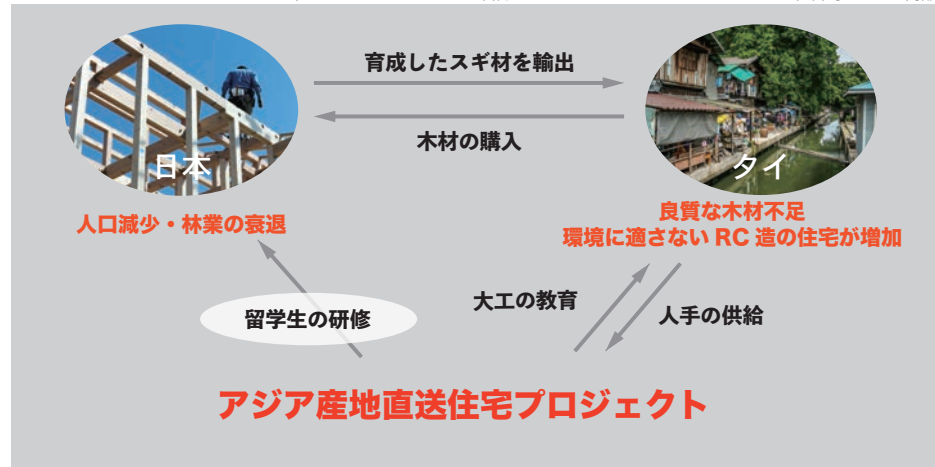 育成したスギ材を輸出
木材の購入
日本
タイ
人口減少・林業の衰退
良質な木材不足
環境に適さない RC 造の住宅が増加
留学生の研修
大工の教育
人手の供給
アジア産地直送住宅プロジェクト